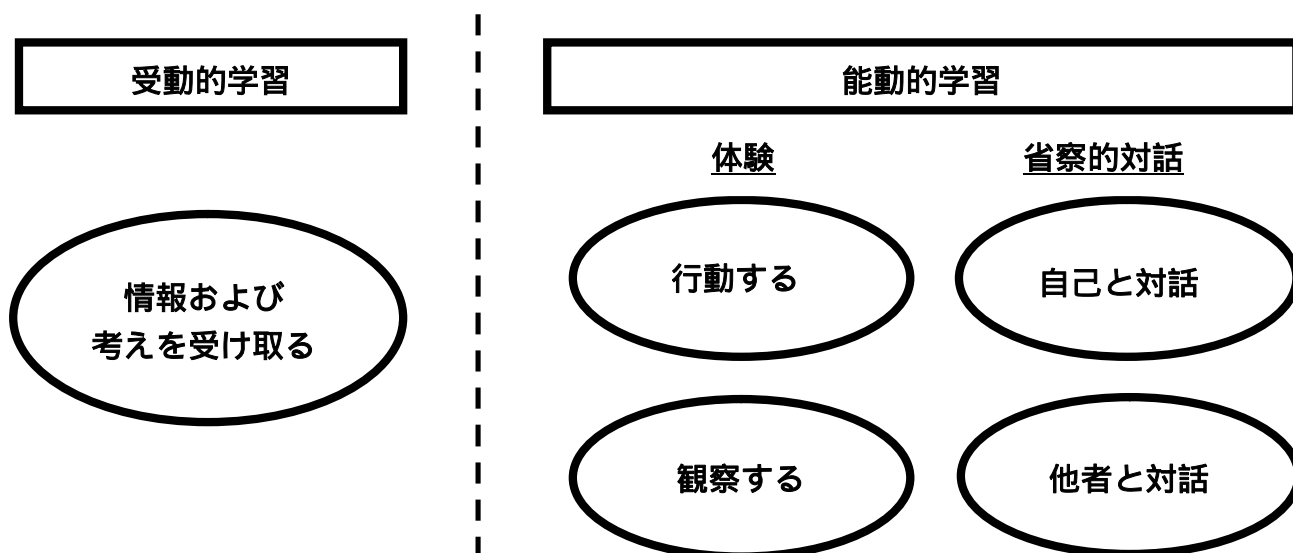 受動的学習
情報および
考えを受け取る
能動的学習
体験
省察的対話
行動する
自己と対話
観察する
他者と対話